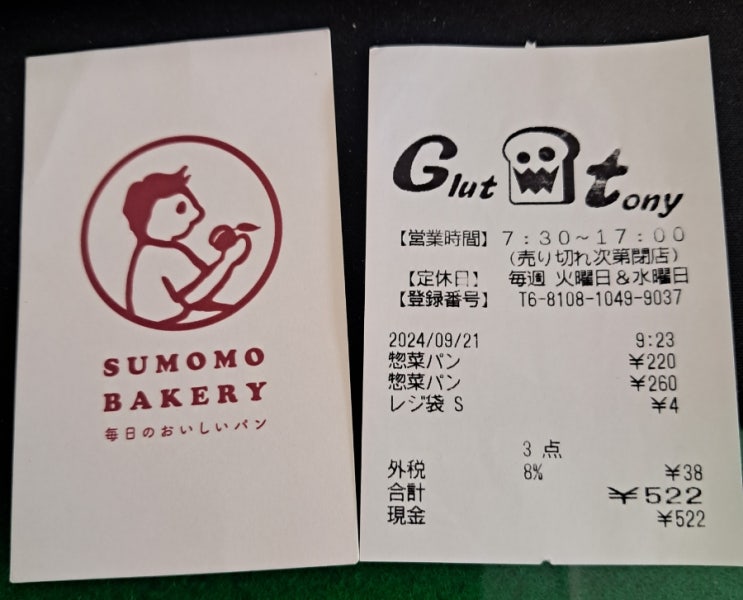 SUMOMO
BAKERY
毎日のおいしいパン
Glut tony
【営業時間】 7:30~17:00
(売り切れ次第閉店)
【定休日】 毎週 火曜日&水曜日
【登録番号】 T6-8108-1049-9037
2024/09/21 9:23
惣菜パン ¥220
惣菜パン ¥260
レジ袋 S ¥4
3 点
外税 8% ¥38
合計 ¥522
現金 ¥522